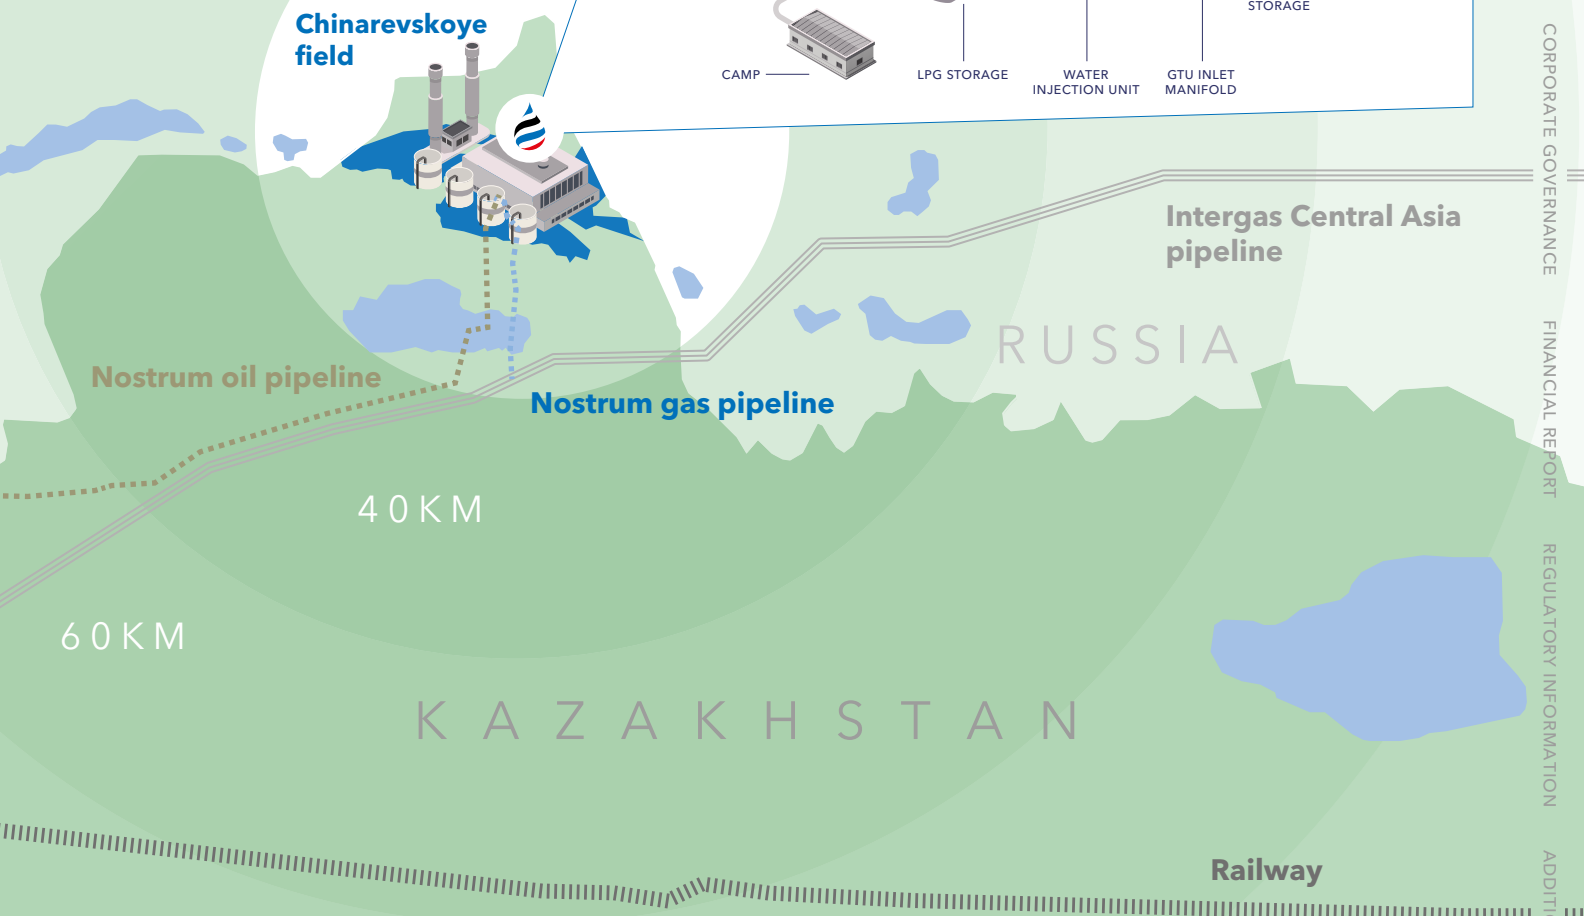 STORAGE
Chinarevskoye
field
CAMP
LPG STORAGE
WATER
INJECTION UNIT
GTU INLET
MANIFOLD
Intergas Central Asia
pipeline
RUSSIA
Nostrum oil pipeline
Nostrum gas pipeline
40KM
60KM
KAZAKHSTAN
Railway
CORPORATE GOVERNANCE
FINANCIAL REPORT
REGULATORY INFORMATION
ADDITI